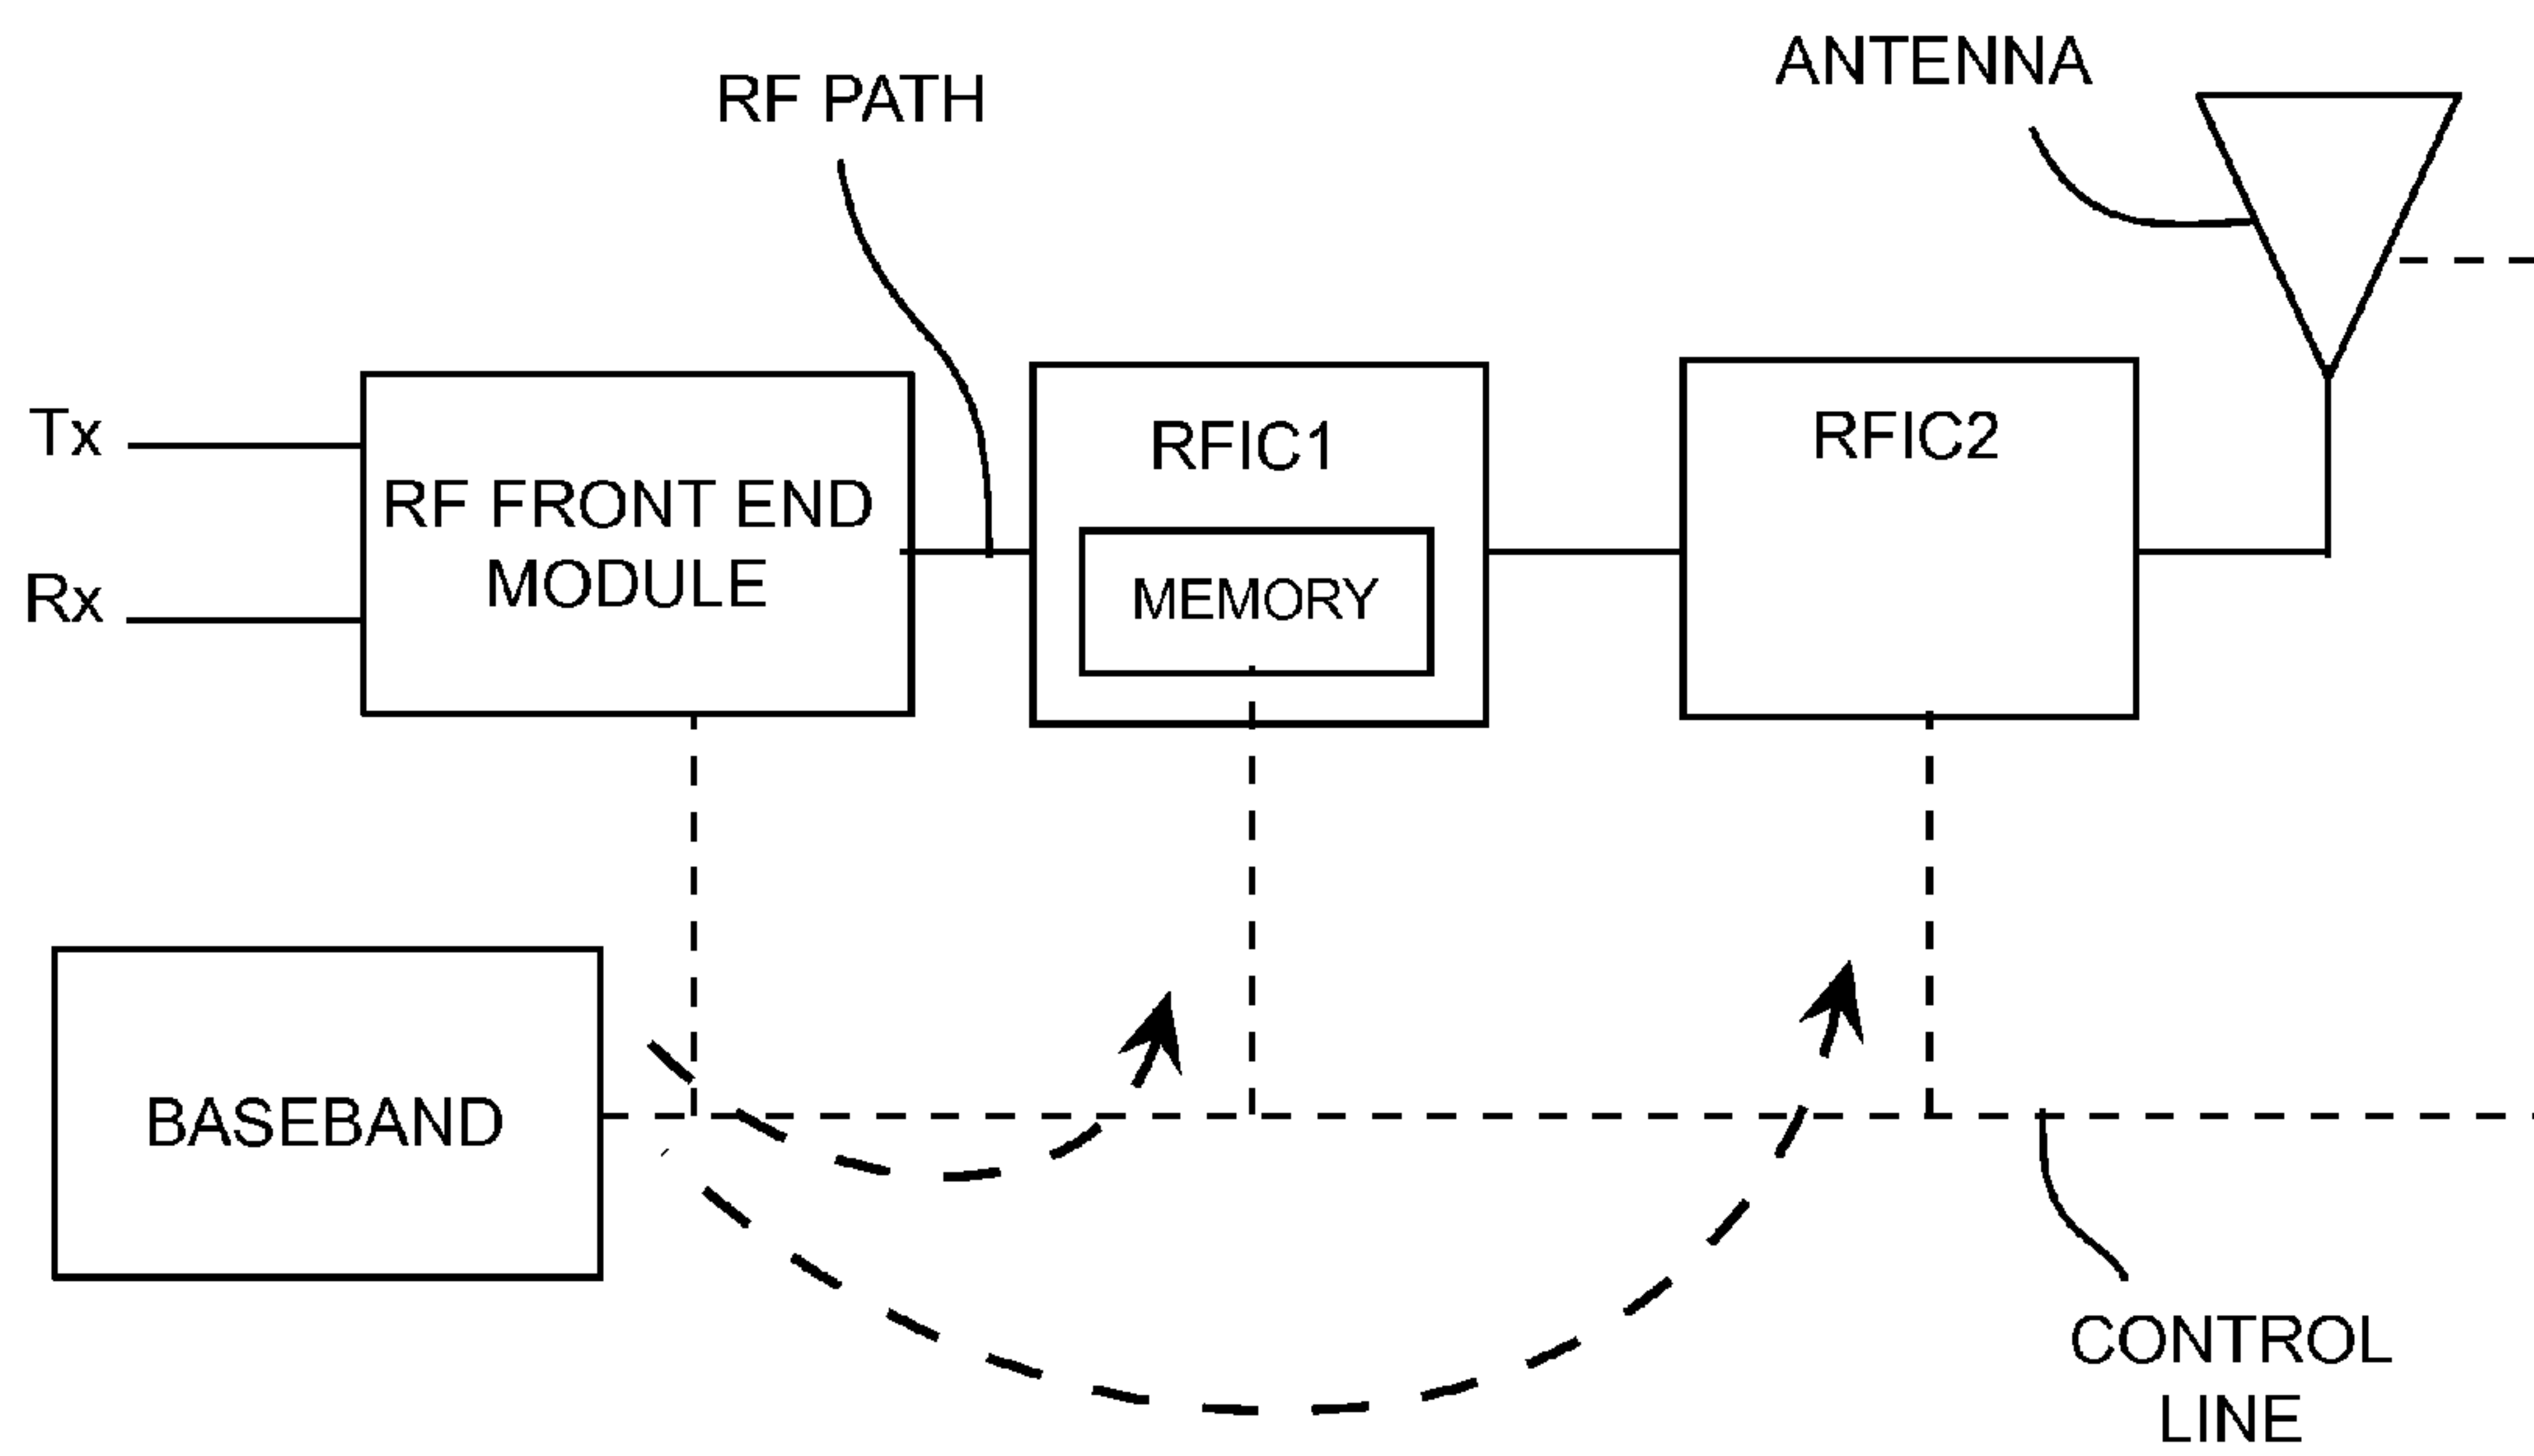 ANTENNA
RF PATH
Tx
Rx
RF FRONT END
MODULE
RFIC1
MEMORY
RFIC2
BASEBAND
CONTROL
LINE